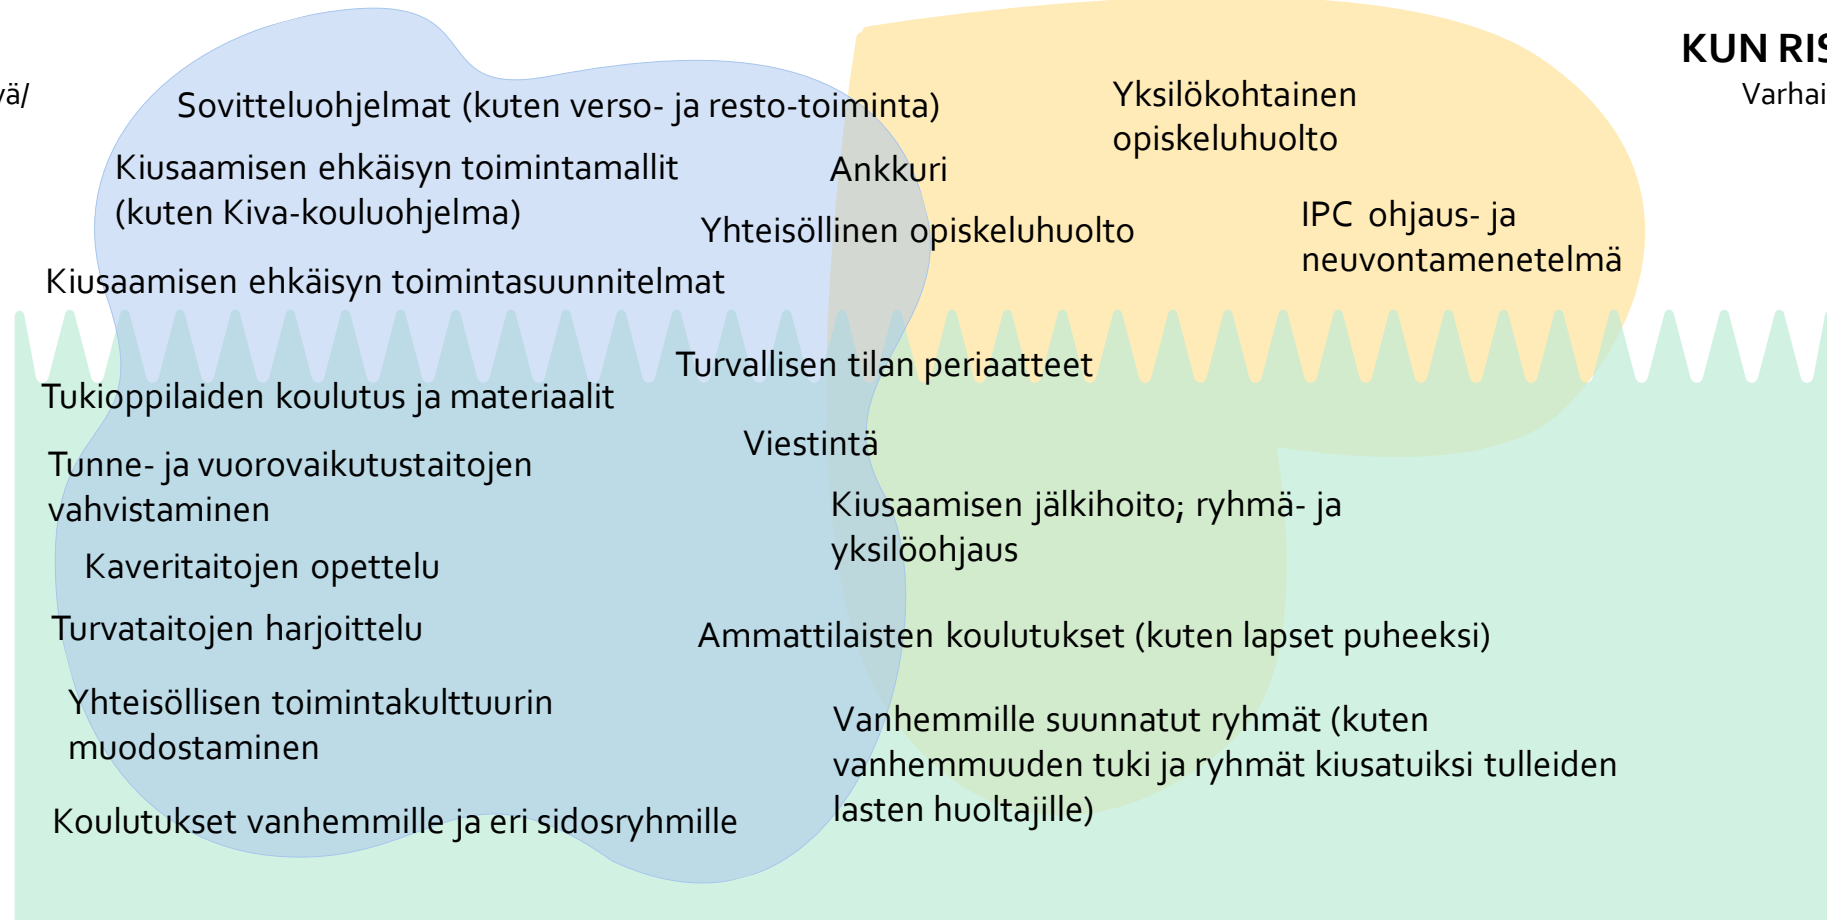 KUN RIS
vä/
Varhai
Sovitteluohjelmat (kuten verso- ja resto-toiminta)
Yksilökohtainen
opiskeluhuolto
Kiusaamisen ehkäisyn toimintamallit
(kuten Kiva-kouluohjelma)
Ankkuri
Yhteisöllinen opiskeluhuolto
IPC ohjaus- ja
neuvontamenetelmä
Kiusaamisen ehkäisyn toimintasuunnitelmat
Turvallisen tilan periaatteet
Tukioppilaiden koulutus ja materiaalit
Viestintä
Tunne- ja vuorovaikutustaitojen
vahvistaminen
Kiusaamisen jälkihoito; ryhmä- ja
yksilöohjaus
Kaveritaitojen opettelu
Turvataitojen harjoittelu
Ammattilaisten koulutukset (kuten lapset puheeksi)
Yhteisöllisen toimintakulttuurin
muodostaminen
Vanhemmille suunnatut ryhmät (kuten
vanhemmuuden tuki ja ryhmät kiusatuiksi tulleiden
lasten huoltajille)
Koulutukset vanhemmille ja eri sidosryhmille